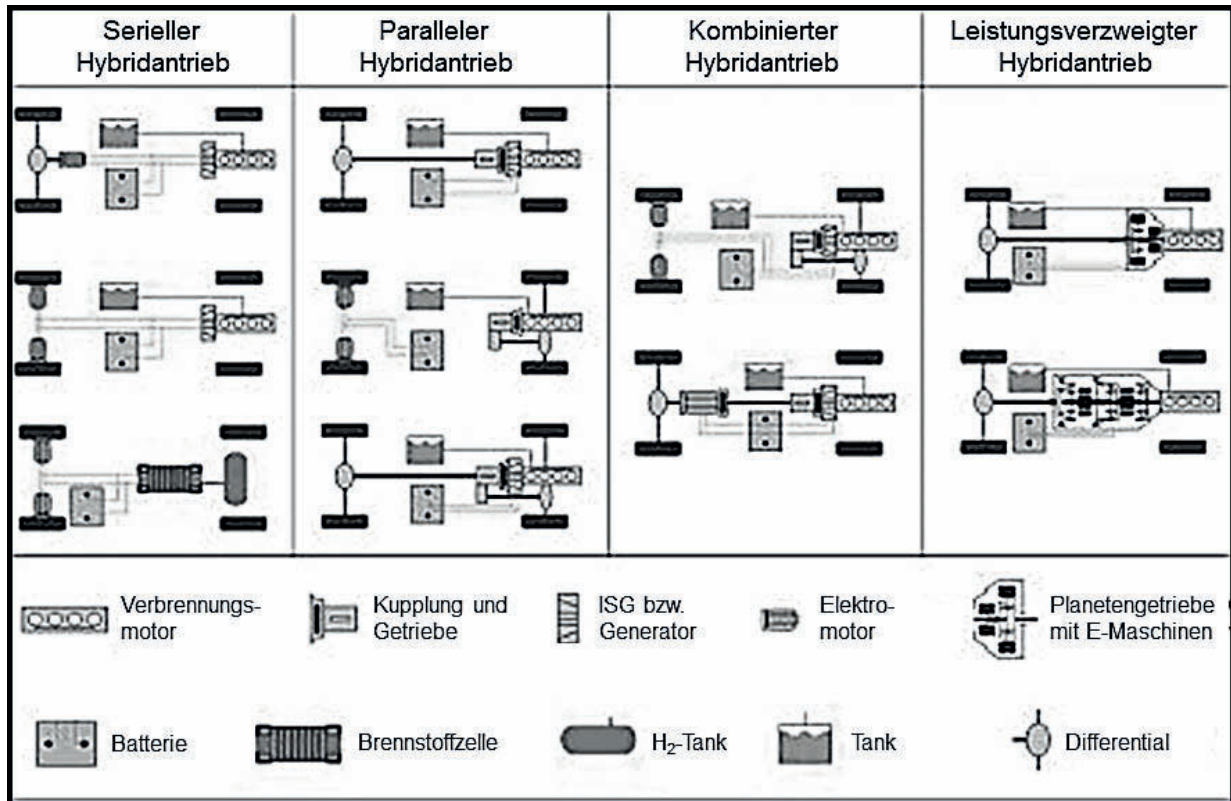 Serieller
Hybridantrieb
Paralleler
Hybridantrieb
Kombinierter
Hybridantrieb
Leistungsverzweigter
Hybridantrieb
Verbrennungs-
motor
Kupplung und
Getriebe
ISG bzw.
Generator
Elektro-
motor
Planetengetriebe
mit E-Maschinen
Batterie
Brennstoffzelle
H₂-Tank
Tank
Differential